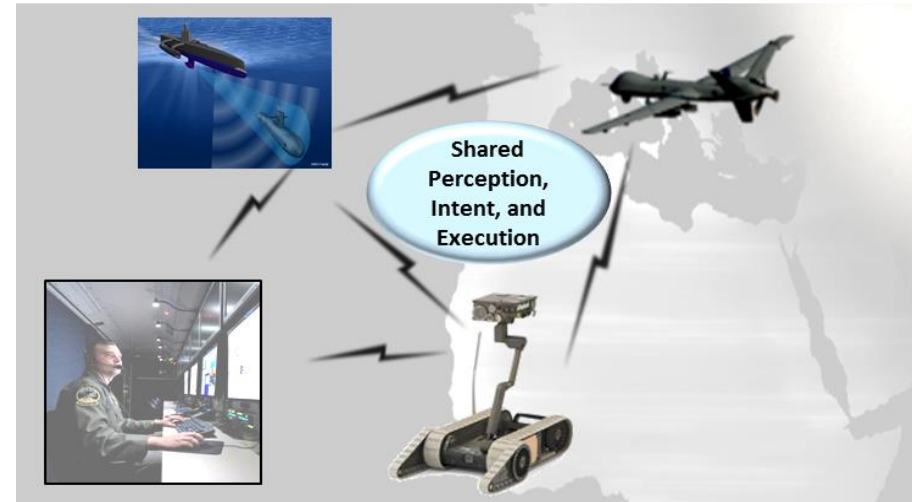 Shared
Perception,
Intent, and
Execution